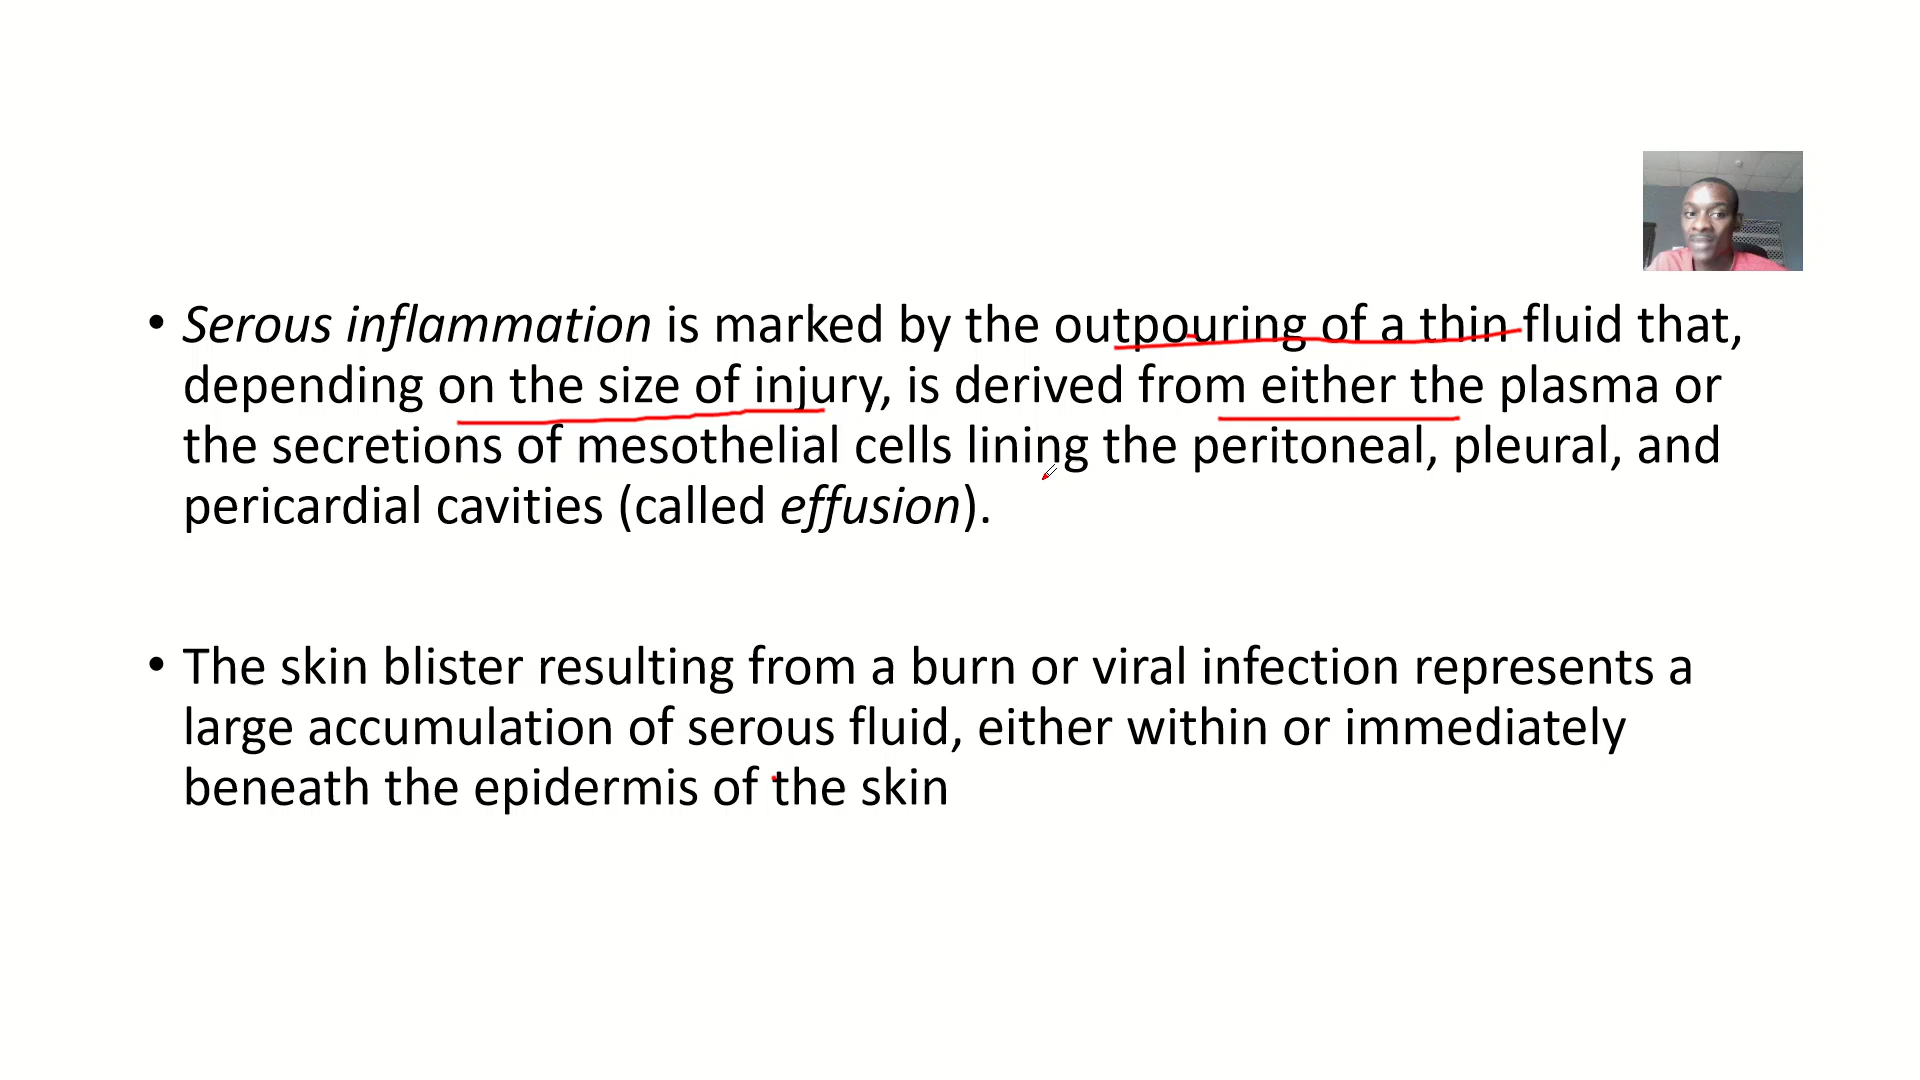 • Serous inflammation is marked by the outpouring of a thin fluid that,
depending on the size of injury, is derived from either the plasma or
the secretions of mesothelial cells lining the peritoneal, pleural, and
pericardial cavities (called effusion).
• The skin blister resulting from a burn or viral infection represents a
large accumulation of serous fluid, either within or immediately
beneath the epidermis of the skin